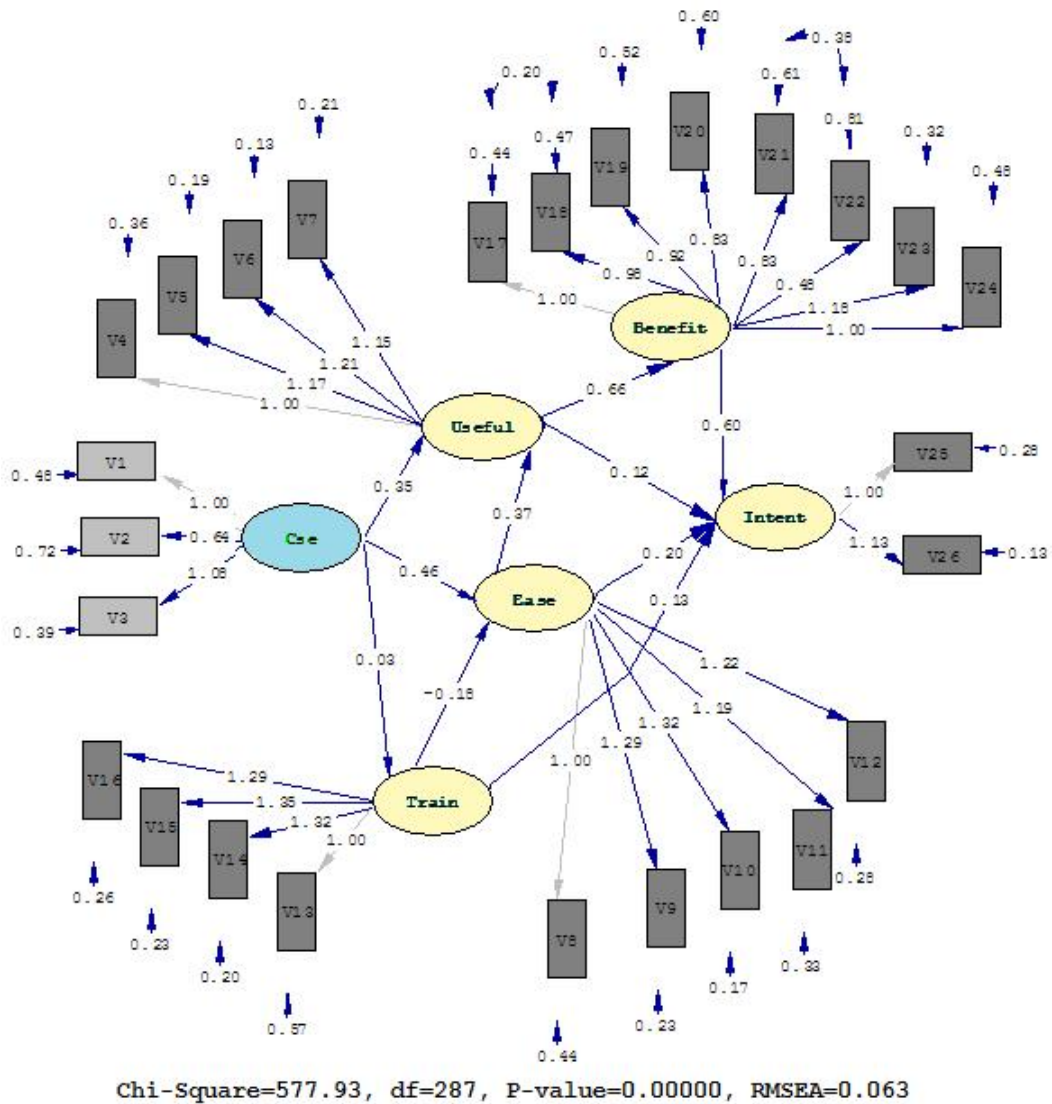 0.60
0.38
0.52
0.20
0.61
0.21
0.81
0.47
0.32
0.13
0.44
0.48
0.19
0.36
V20
V21
V19
V22
V7
V18
V23
V6
V17
V24
V5
V4
0.83
0.83
0.92
0.98
0.48
1.00
1.18
1.00
Benefit
1.15
1.21
1.17
1.00
0.66
Useful
0.60
V1
0.48
1.00
0.35
0.12
1.00
V25
0.28
Cse
0.37
Intent
V2
0.64
0.72
1.13
V26
0.13
0.46
0.20
1.08
Ease
0.13
V3
0.39
0.03
1.22
-0.18
1.19
1.32
1.29
1.00
V16
1.29
Train
V12
V15
1.35
1.32
1.00
V14
V11
V10
0.28
0.26
V13
V9
V8
0.23
0.33
0.20
0.17
0.57
0.23
0.44
Chi-Square=577.93, df=287, P-value=0.00000, RMSEA=0.063